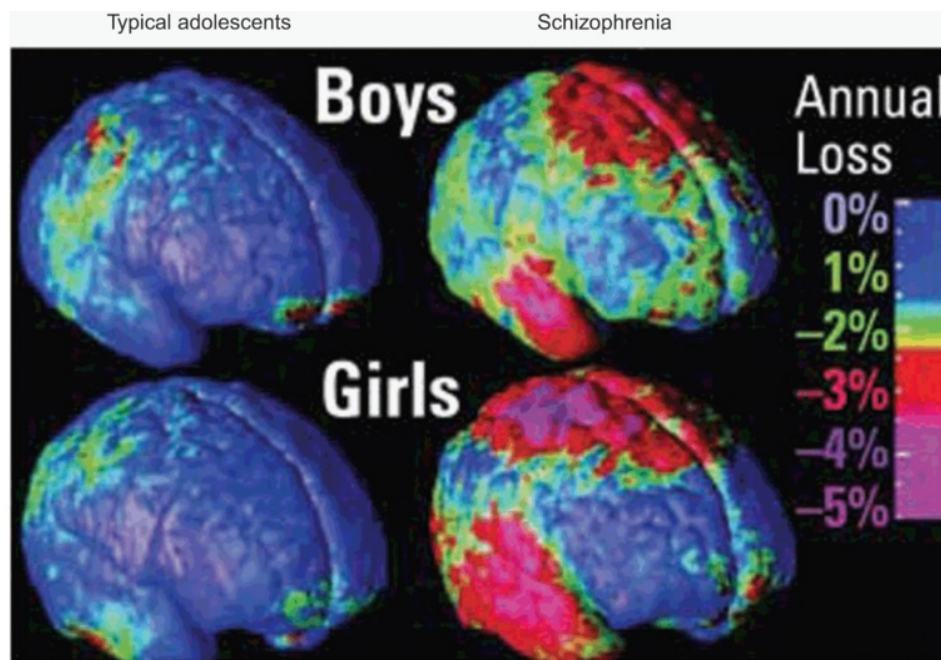 Typical adolescents
Schizophrenia
Boys
Girls
Annual
Loss
0%
1%
–2%
–3%
–4%
–5%